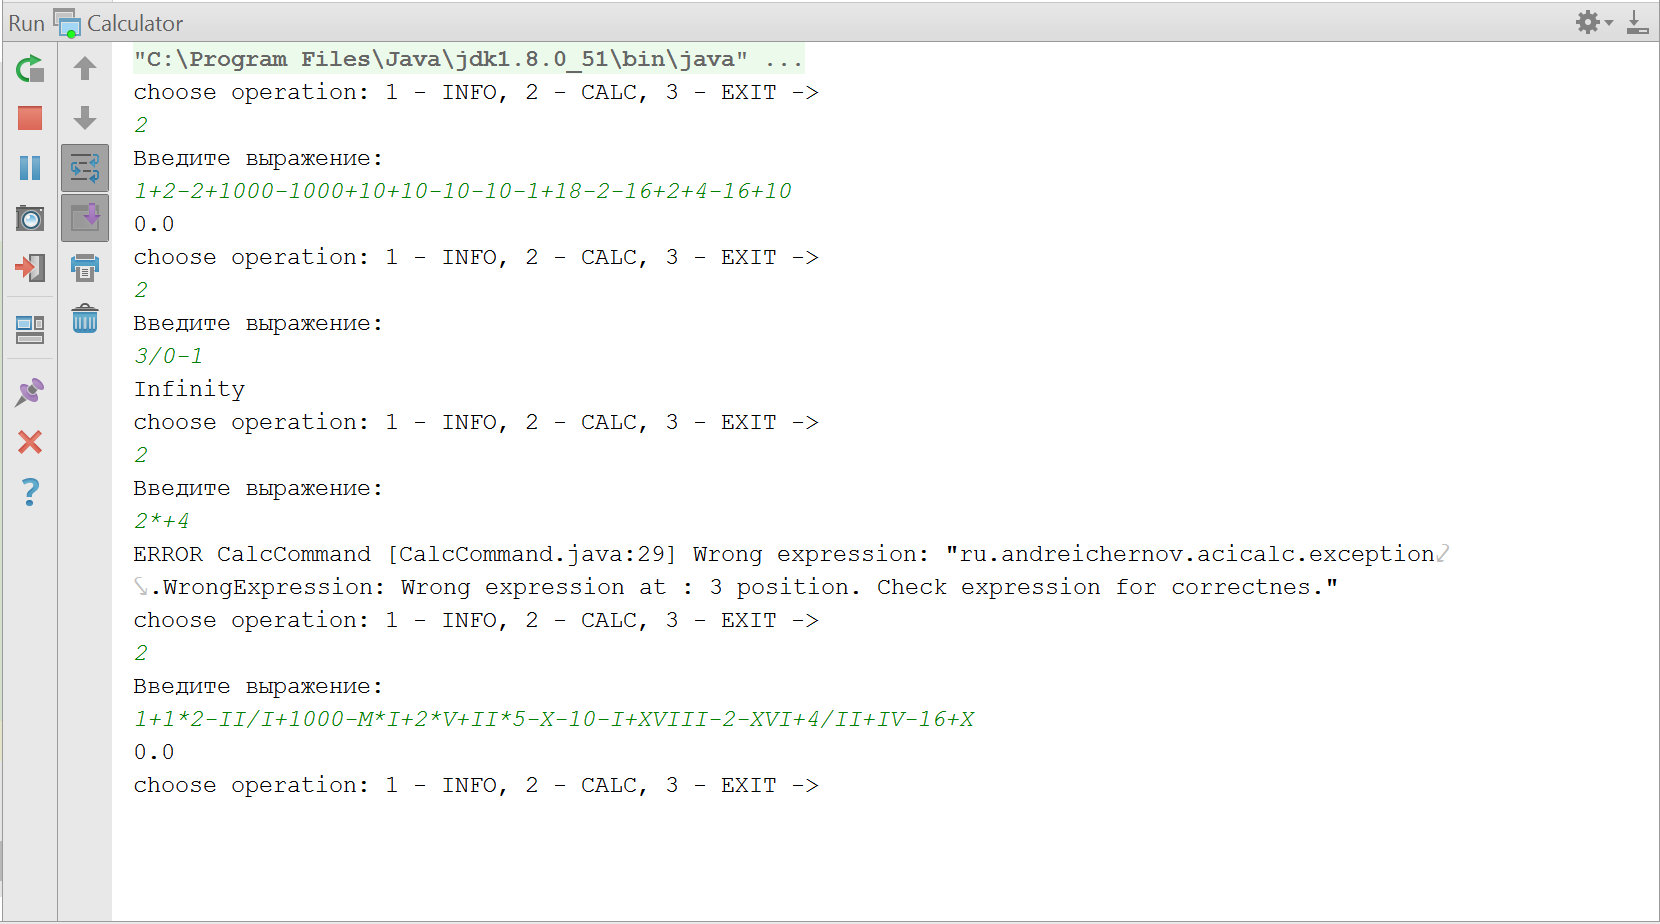 Run Calculator
"C:\Program Files\Java\jdk1.8.0_51\bin\java" ...
choose operation: 1 - INFO, 2 - CALC, 3 - EXIT ->
2
Введите выражение:
1+2-2+1000-1000+10+10-10-10-1+18-2-16+2+4-16+10
0.0
choose operation: 1 - INFO, 2 - CALC, 3 - EXIT ->
2
Введите выражение:
3/0-1
Infinity
choose operation: 1 - INFO, 2 - CALC, 3 - EXIT ->
2
Введите выражение:
2*+4
ERROR CalcCommand [CalcCommand.java:29] Wrong expression: "ru.andreichernov.acicalc.exception
.WrongExpression: Wrong expression at : 3 position. Check expression for correctnes."
choose operation: 1 - INFO, 2 - CALC, 3 - EXIT ->
2
Введите выражение:
1+1*2-II/I+1000-M*I+2*V+II*5-X-10-I+XVIII-2-XVI+4/II+IV-16+X
0.0
choose operation: 1 - INFO, 2 - CALC, 3 - EXIT ->